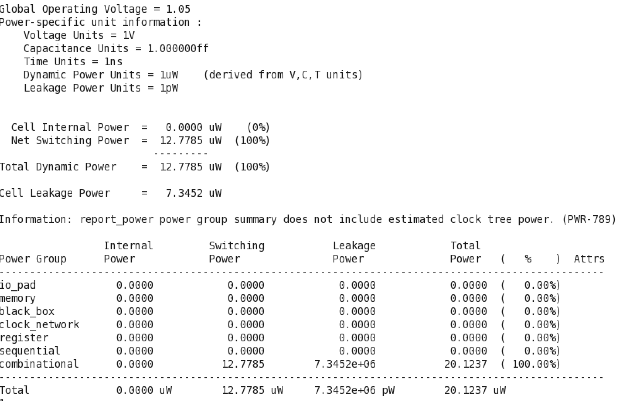 Global Operating Voltage = 1.05
Power-specific unit information :
    Voltage Units = 1V
    Capacitance Units = 1.000000ff
    Time Units = 1ns
    Dynamic Power Units = 1uW    (derived from V,C,T units)
    Leakage Power Units = 1pW
  Cell Internal Power  =   0.0000 uW    (0%)
  Net Switching Power  =  12.7785 uW  (100%)
                         ---------
Total Dynamic Power    =  12.7785 uW  (100%)
Cell Leakage Power     =   7.3452 uW
Information: report_power power group summary does not include estimated clock tree power. (PWR-789)
                 Internal         Switching           Leakage            Total
Power Group      Power            Power               Power              Power   (   %    )  Attrs
--------------------------------------------------------------------------------------------------
io_pad             0.0000            0.0000            0.0000            0.0000  (   0.00%)
memory             0.0000            0.0000            0.0000            0.0000  (   0.00%)
black_box          0.0000            0.0000            0.0000            0.0000  (   0.00%)
clock_network      0.0000            0.0000            0.0000            0.0000  (   0.00%)
register           0.0000            0.0000            0.0000            0.0000  (   0.00%)
sequential         0.0000            0.0000            0.0000            0.0000  (   0.00%)
combinational      0.0000           12.7785        7.3452e+06           20.1237  ( 100.00%)
--------------------------------------------------------------------------------------------------
Total              0.0000 uW        12.7785 uW     7.3452e+06 pW        20.1237 uW